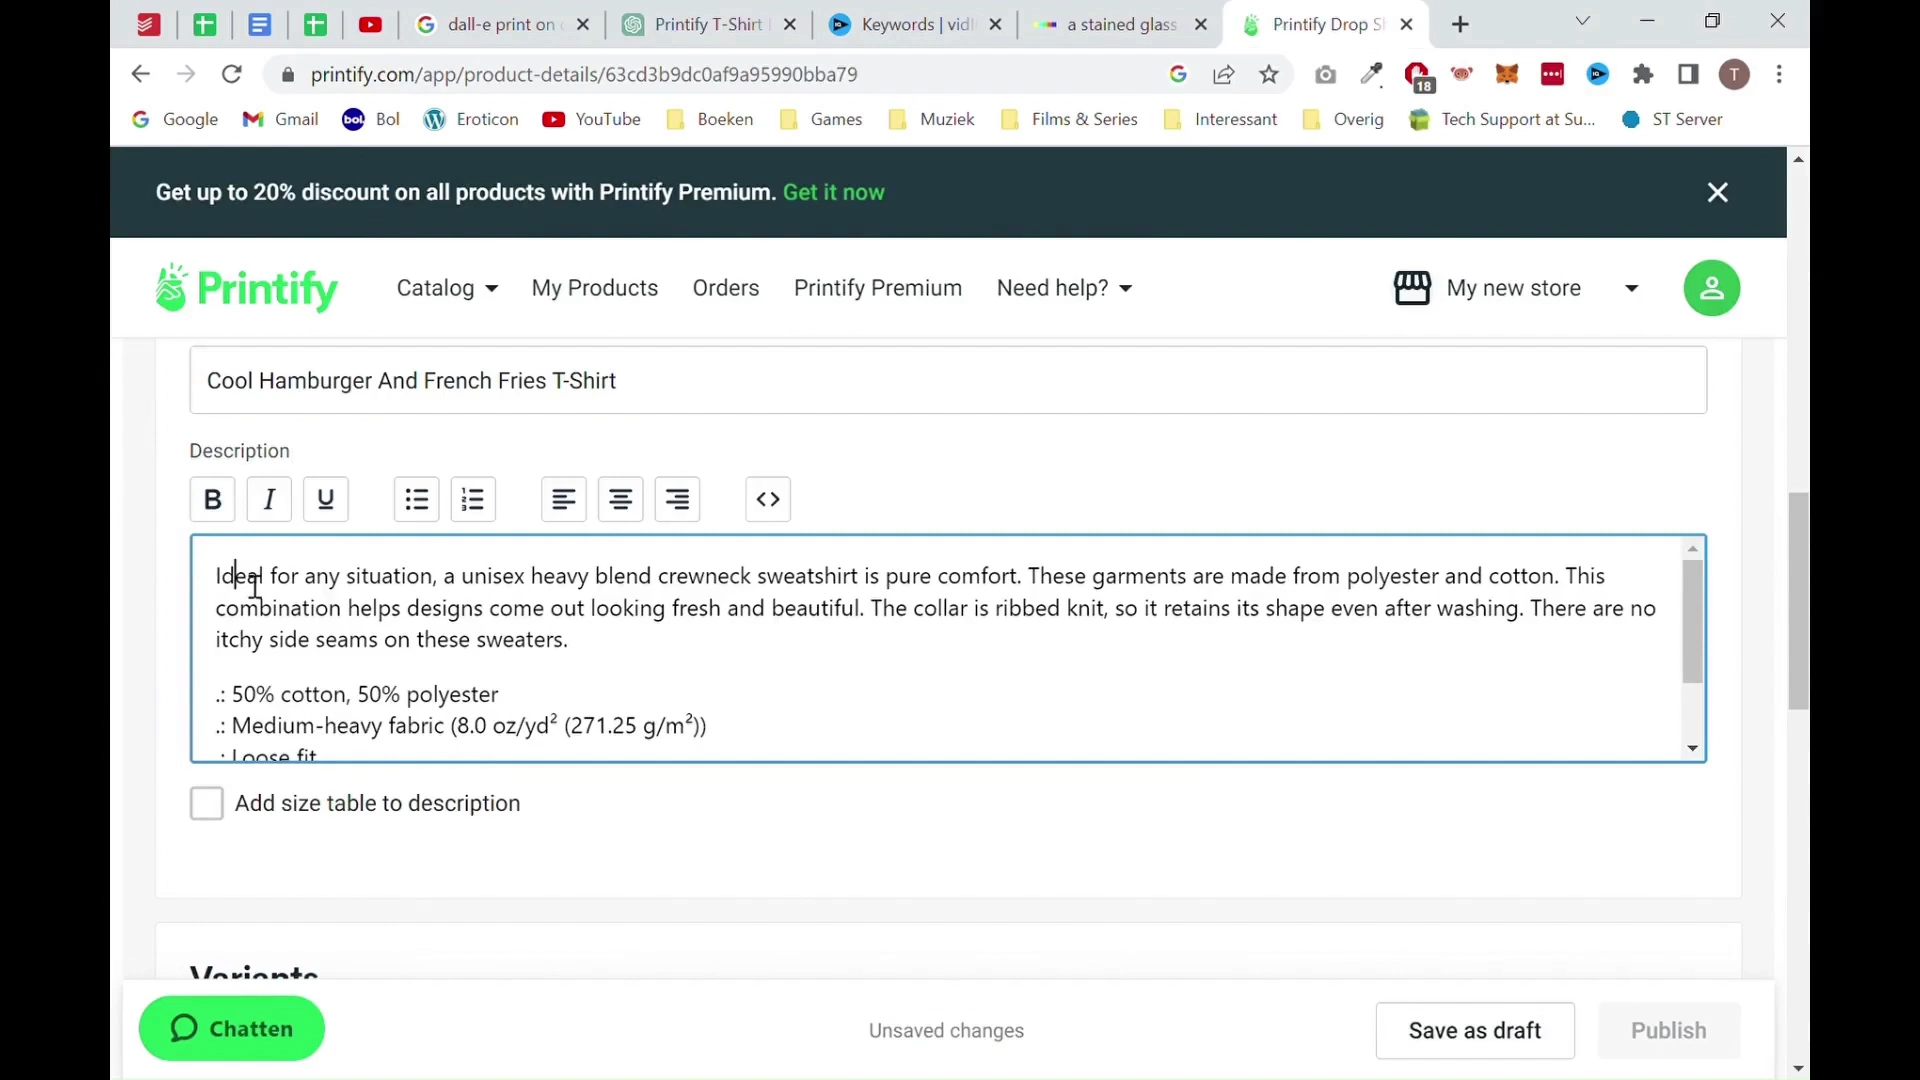 dall-e print on
Printify T-Shirt
Keywords | vidI
a stained glass
Printify Drop Sh
printify.com/app/product-details/63cd3b9dc0af9a95990bba79
18
T
Google
Gmail
bol
Bol
Eroticon
YouTube
Boeken
Games
Muziek
Films & Series
Interessant
Overig
Tech Support at Su...
ST Server
Get up to 20% discount on all products with Printify Premium. Get it now
Printify
Catalog
My Products
Orders
Printify Premium
Need help?
My new store
Cool Hamburger And French Fries T-Shirt
Description
B I U
Ideal for any situation, a unisex heavy blend crewneck sweatshirt is pure comfort. These garments are made from polyester and cotton. This
combination helps designs come out looking fresh and beautiful. The collar is ribbed knit, so it retains its shape even after washing. There are no
itchy side seams on these sweaters.
.: 50% cotton, 50% polyester
.: Medium-heavy fabric (8.0 oz/yd² (271.25 g/m²))
.: Loose fit
Add size table to description
Variants
Chatten
Unsaved changes
Save as draft
Publish